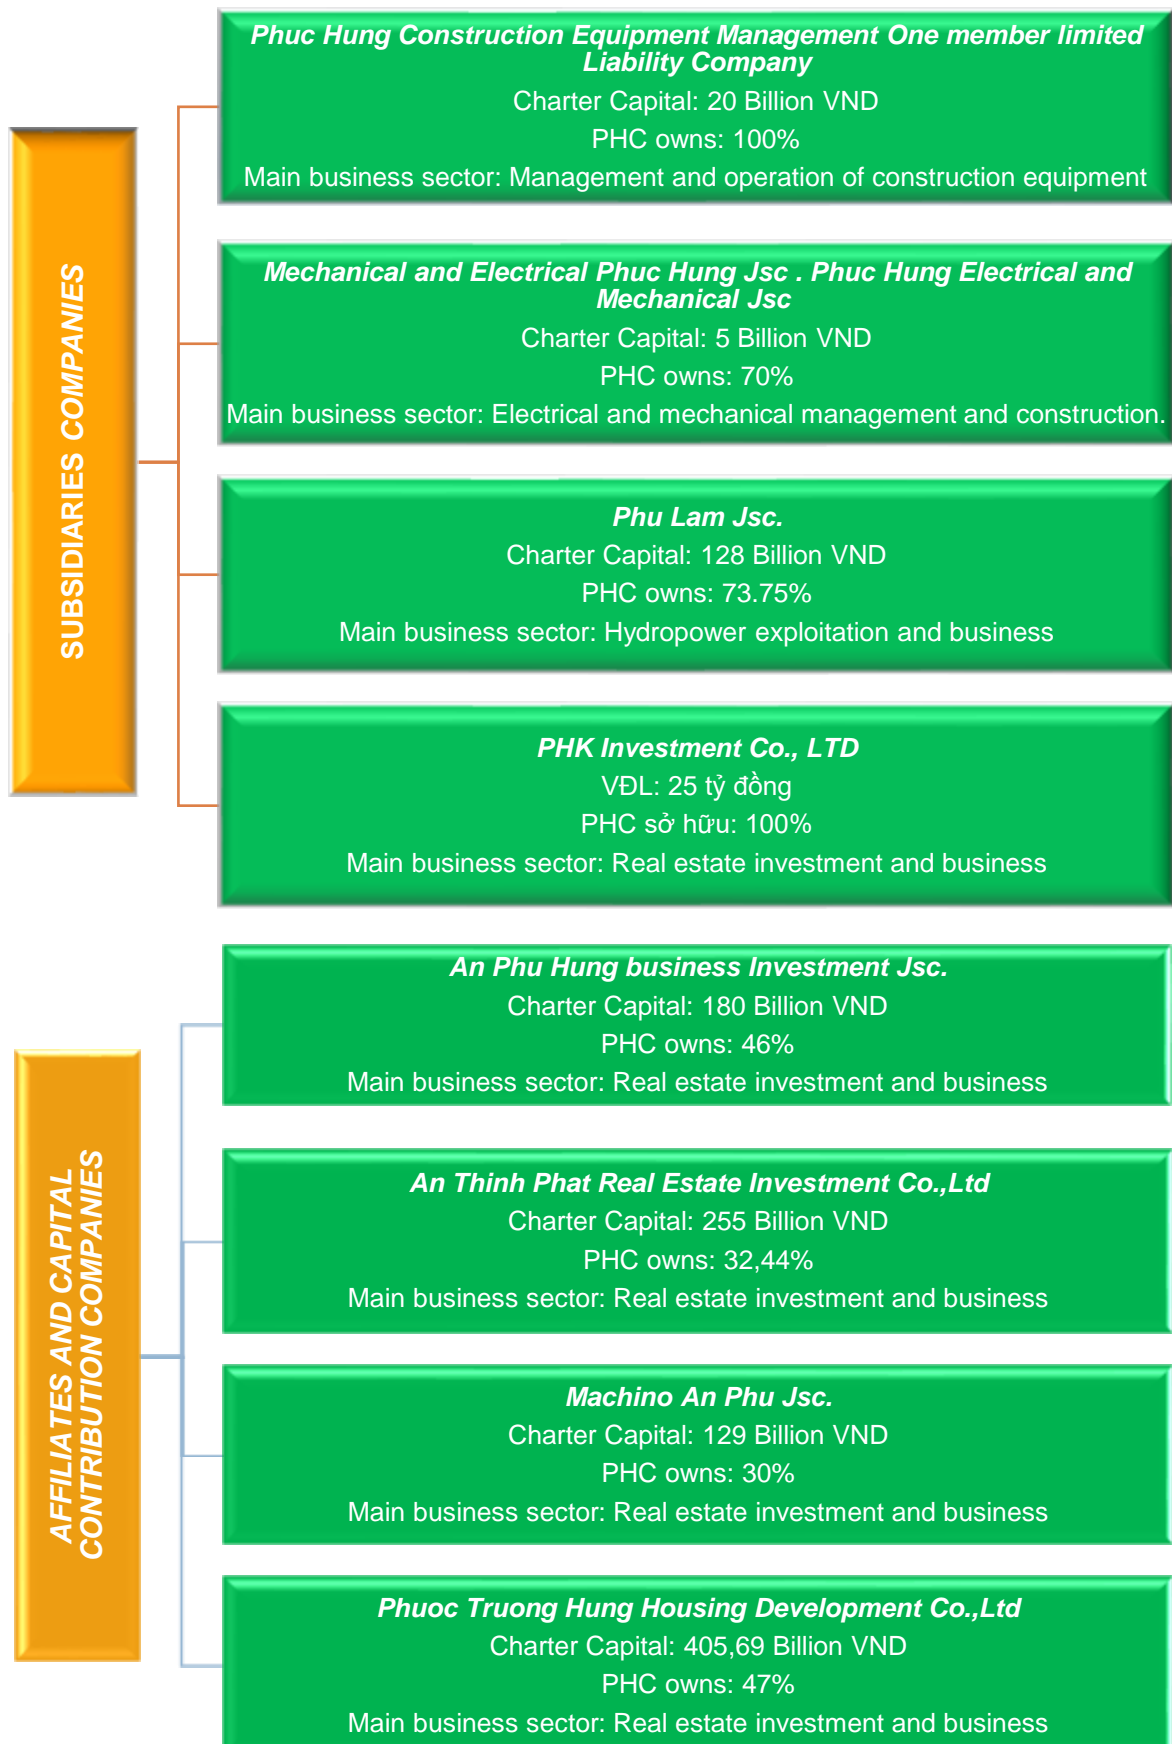 SUBSIDIARIES COMPANIES
Phuc Hung Construction Equipment Management One member limited
Liability Company
Charter Capital: 20 Billion VND
PHC owns: 100%
Main business sector: Management and operation of construction equipment
Mechanical and Electrical Phuc Hung Jsc . Phuc Hung Electrical and
Mechanical Jsc
Charter Capital: 5 Billion VND
PHC owns: 70%
Main business sector: Electrical and mechanical management and construction.
Phu Lam Jsc.
Charter Capital: 128 Billion VND
PHC owns: 73.75%
Main business sector: Hydropower exploitation and business
PHK Investment Co., LTD
VĐL: 25 tỷ đồng
PHC sở hữu: 100%
Main business sector: Real estate investment and business
AFFILIATES AND CAPITAL
CONTRIBUTION COMPANIES
An Phu Hung business Investment Jsc.
Charter Capital: 180 Billion VND
PHC owns: 46%
Main business sector: Real estate investment and business
An Thinh Phat Real Estate Investment Co.,Ltd
Charter Capital: 255 Billion VND
PHC owns: 32,44%
Main business sector: Real estate investment and business
Machino An Phu Jsc.
Charter Capital: 129 Billion VND
PHC owns: 30%
Main business sector: Real estate investment and business
Phuoc Truong Hung Housing Development Co.,Ltd
Charter Capital: 405,69 Billion VND
PHC owns: 47%
Main business sector: Real estate investment and business